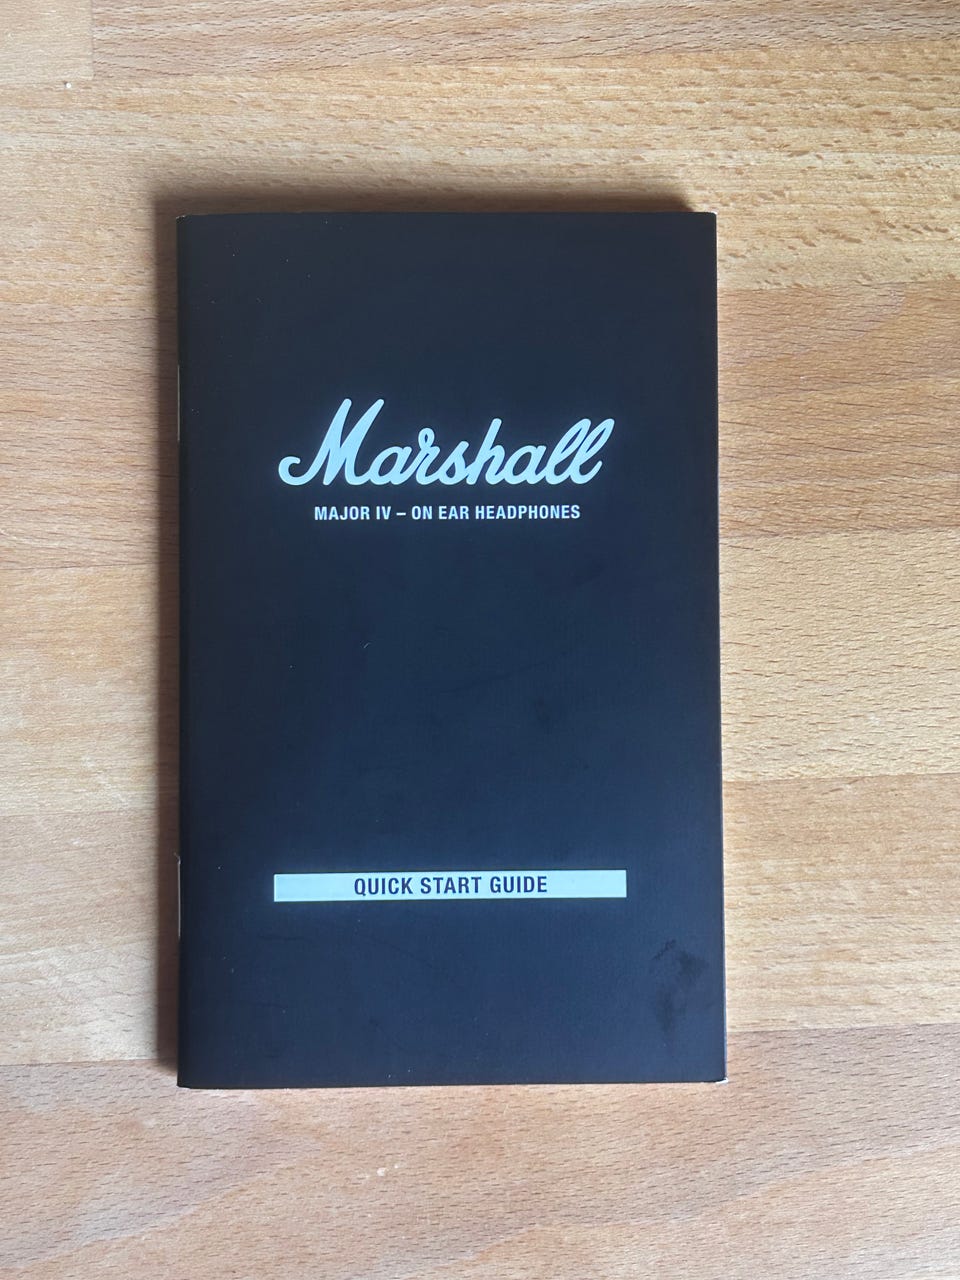 Marshall
MAJOR IV – ON EAR HEADPHONES
QUICK START GUIDE